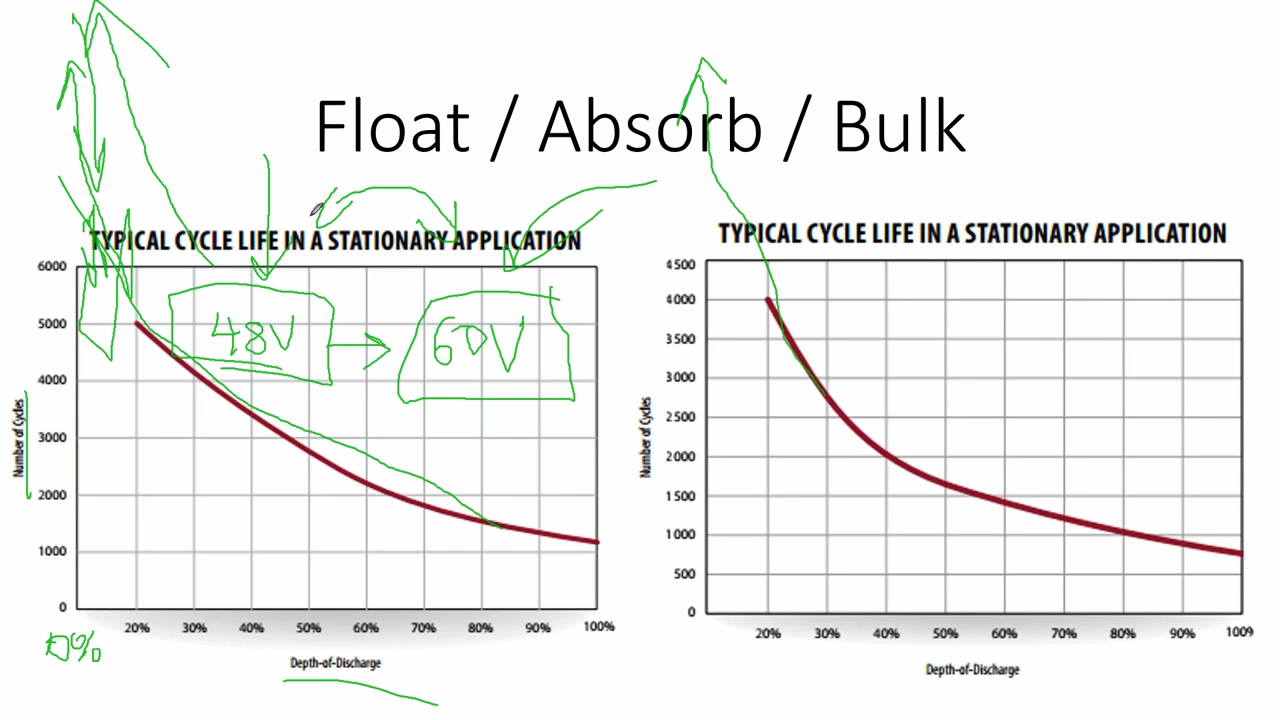 Float / Absorb / Bulk
TYPICAL CYCLE LIFE IN A STATIONARY APPLICATION
6000
5000
4000
3000
2000
1000
0
Number of Cycles
20% 30% 40% 50% 60% 70% 80% 90% 100%
Depth-of-Discharge
48V
60V
TYPICAL CYCLE LIFE IN A STATIONARY APPLICATION
4500
4000
3500
3000
2500
2000
1500
1000
500
0
Number of Cycles
20% 30% 40% 50% 60% 70% 80% 90% 100%
Depth-of-Discharge